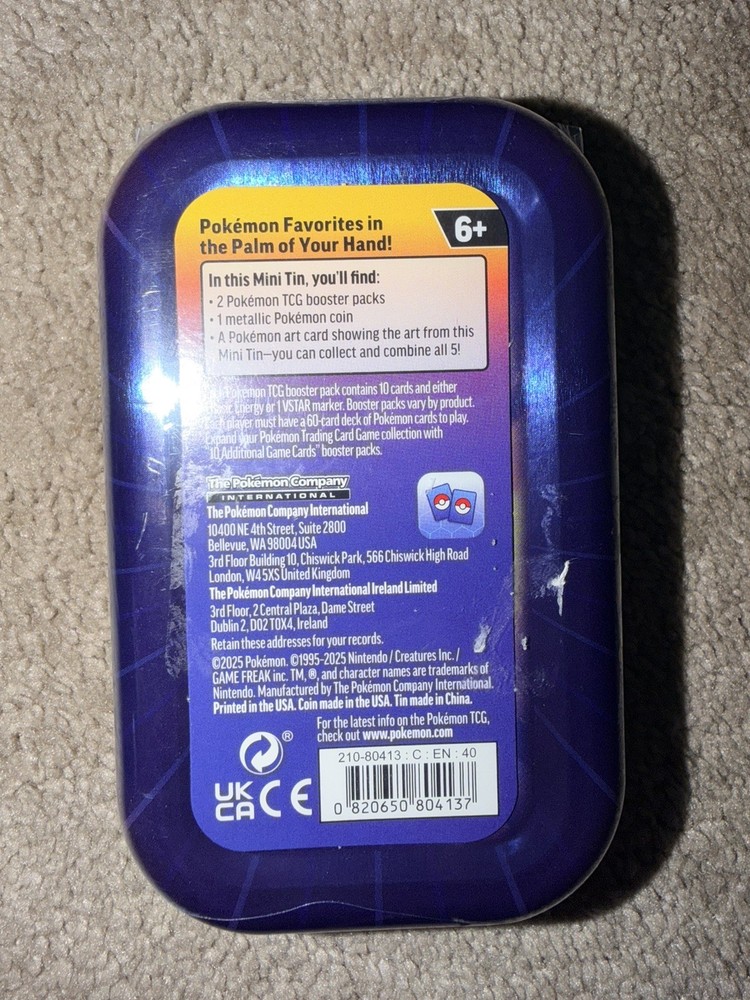 Pokémon Favorites in
the Palm of Your Hand!
6+
In this Mini Tin, you'll find:
• 2 Pokémon TCG booster packs
• 1 metallic Pokémon coin
• A Pokémon art card showing the art from this
Mini Tin—you can collect and combine all 5!
Pokémon TCG booster pack contains 10 cards and either
Energy or 1 VSTAR marker. Booster packs vary by product.
player must have a 60-card deck of Pokémon cards to play.
Expand your Pokémon Trading Card Game collection with
10 Additional Game Cards™ booster packs.
The Pokémon Company
INTERNATIONAL
The Pokémon Company International
10400 NE 4th Street, Suite 2800
Bellevue, WA 98004 USA
3rd Floor Building 10, Chiswick Park, 566 Chiswick High Road
London, W4 5XS United Kingdom
The Pokémon Company International Ireland Limited
3rd Floor, 2 Central Plaza, Dame Street
Dublin 2, D02 T0X4, Ireland
Retain these addresses for your records.
©2025 Pokémon. ©1995–2025 Nintendo / Creatures Inc. /
GAME FREAK inc. TM, ®, and character names are trademarks of
Nintendo. Manufactured by The Pokémon Company International.
Printed in the USA. Coin made in the USA. Tin made in China.
For the latest info on the Pokémon TCG,
check out www.pokemon.com
®
UK
CA CE
210-80413 : C : EN : 40
0 820650 804137